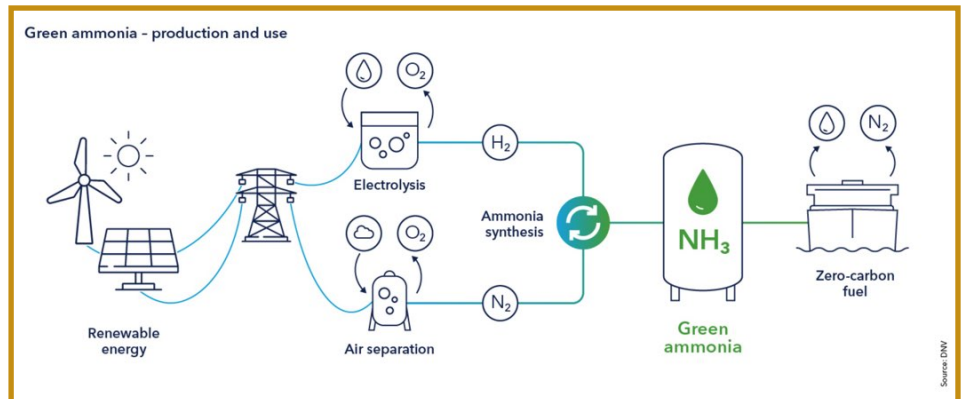 Green ammonia – production and use
O₂
Electrolysis
H₂
Renewable
energy
O₂
Air separation
N₂
Ammonia
synthesis
NH₃
Green
ammonia
N₂
Zero-carbon
fuel
Source: DNV